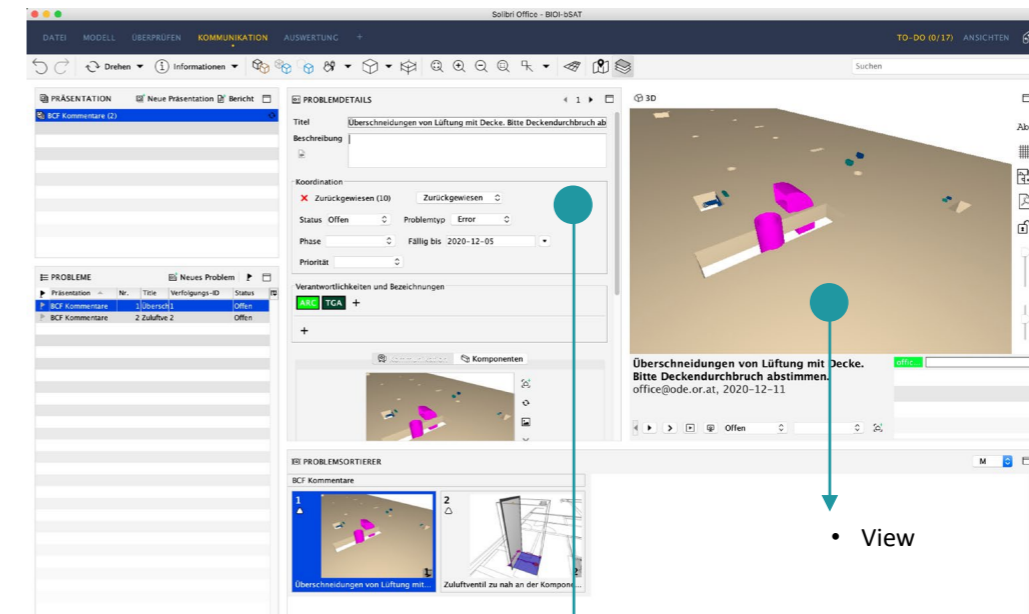 Solibri Office - BIOI-bSAT
DATEI MODELL ÜBERPRÜFEN KOMMUNIKATION AUSWERTUNG + TO-DO (0/17) ANSICHTEN
Drehen Informationen Suchen
PRÄSENTATION Neue Präsentation Bericht
BCF Kommentare (2)
PROBLEMDETAILS 1
Titel Überschneidungen von Lüftung mit Decke. Bitte Deckendurchbruch ab
Beschreibung
Koordination
Zurückgewiesen (10) Zurückgewiesen
Status Offen Problemtyp Error
Phase Fällig bis 2020-12-05
Priorität
Verantwortlichkeiten und Bezeichnungen
ARC TGA +
+
Komponenten
3D
Ab
Überschneidungen von Lüftung mit Decke.
Bitte Deckendurchbruch abstimmen.
office@ode.or.at, 2020-12-11
offic...
Offen
PROBLEME Neues Problem
Präsentation Nr. Title Verfolgungs-ID Status
BCF Kommentare 1 Übersch 1 Offen
BCF Kommentare 2 Zuluftve 2 Offen
PROBLEMSORTIERER M
BCF Kommentare
1
Überschneidungen von Lüftung mit...
2
Zuluftventil zu nah an der Kompone...
• View